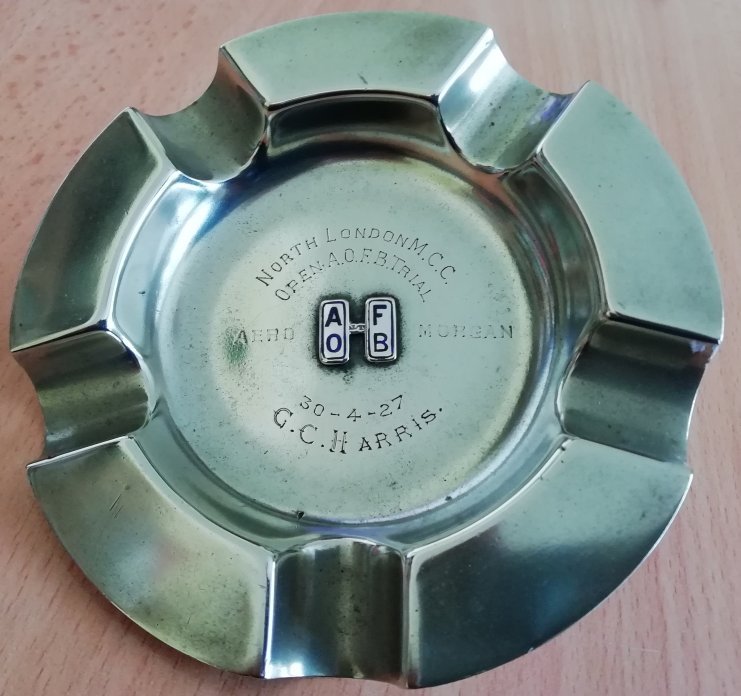 NORTH LONDON M.C.C.
OPEN A.O.F.B. TRIAL
A F
O B
AERO MORGAN
30-4-27
G.C. HARRIS.